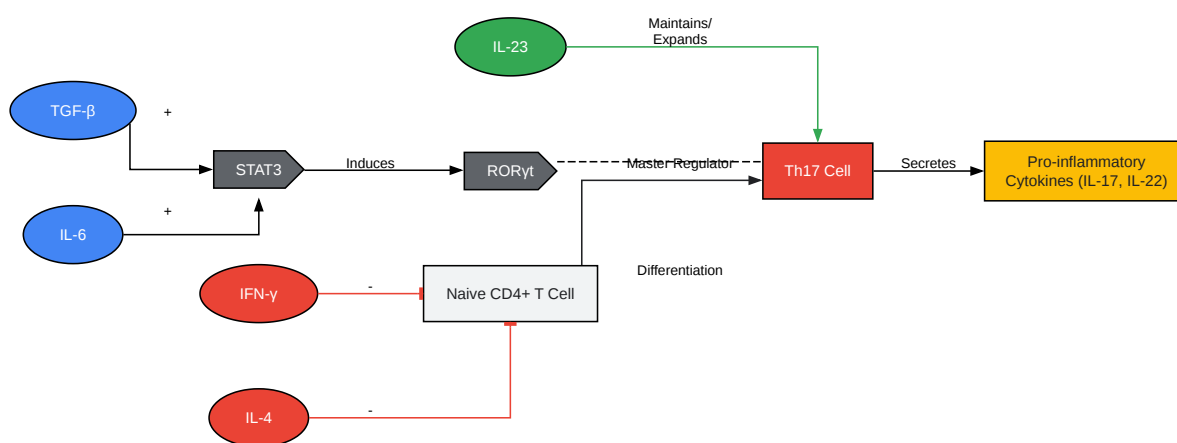 IL-23
Maintains/
Expands
TGF-β
+
STAT3
Induces
RORγt
Master Regulator
Th17 Cell
Secretes
Pro-inflammatory
Cytokines (IL-17, IL-22)
+
IL-6
Differentiation
IFN-γ
-
Naive CD4+ T Cell
-
IL-4